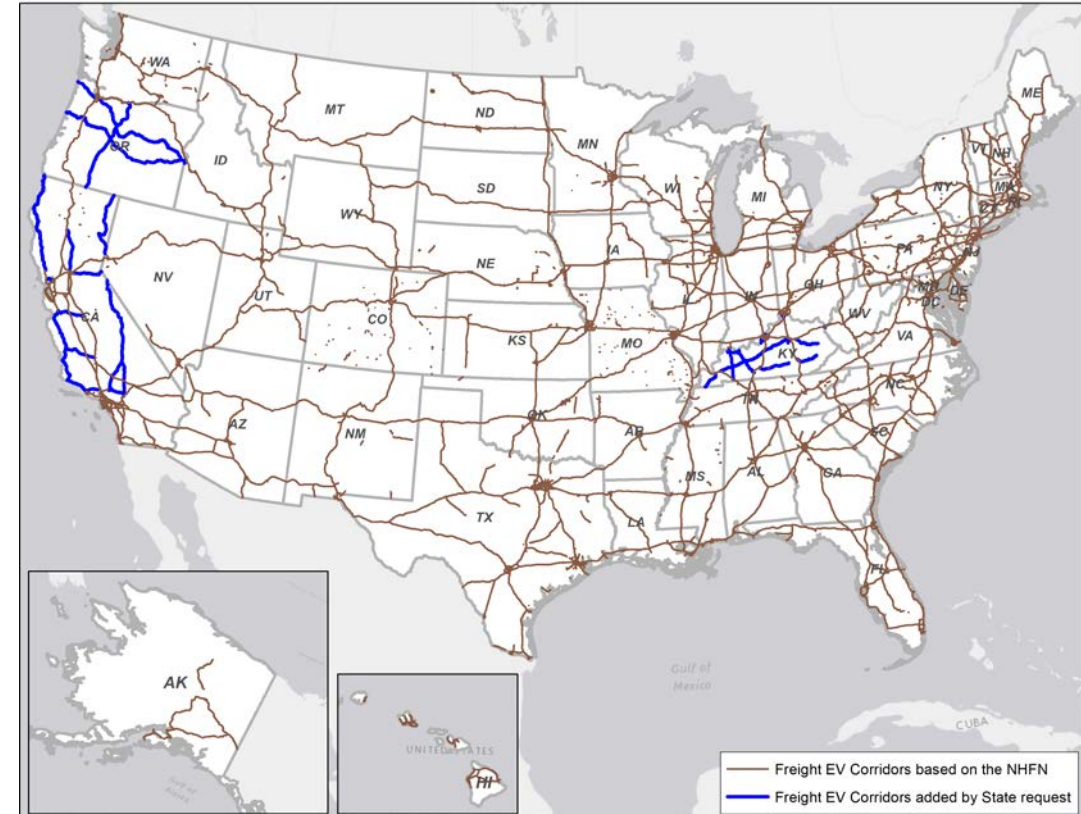 WA
MT
ND
MN
ME
VT
NH
OR
ID
SD
WI
MI
NY
MA
WY
IA
PA
NJ
NE
NV
UT
CO
IN
OH
MD
DE
DC
WV
CA
KS
MO
KY
VA
TN
NC
AZ
NM
OK
AR
SC
MS
AL
GA
TX
LA
FL
Gulf of
Mexico
CUBA
AK
Gulf of
UNITED STATES
HI
Freight EV Corridors based on the NHFN
Freight EV Corridors added by State request